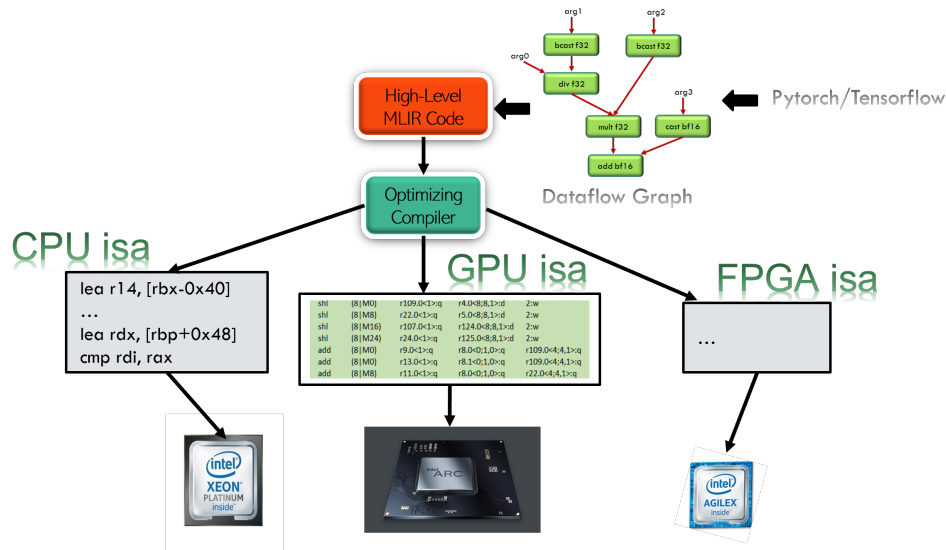 arg1
arg2
bcast f32
bcast f32
arg0
div f32
arg3
High-Level
MLIR Code
Pytorch/Tensorflow
mult f32
cast bf16
add bf16
Dataflow Graph
Optimizing
Compiler
CPU isa
GPU isa
FPGA isa
lea r14, [rbx-0x40]
...
lea rdx, [rbp+0x48]
cmp rdi, rax
shl (8|M0) r109.0<1>:q r4.0<8;8,1>:d 2:w
shl (8|M8) r22.0<1>:q r5.0<8;8,1>:d 2:w
shl (8|M16) r107.0<1>:q r124.0<8;8,1>:d 2:w
shl (8|M24) r24.0<1>:q r125.0<8;8,1>:d 2:w
add (8|M0) r9.0<1>:q r8.0<0;1,0>:q r109.0<4;4,1>:q
add (8|M0) r13.0<1>:q r8.1<0;1,0>:q r109.0<4;4,1>:q
add (8|M8) r11.0<1>:q r8.0<0;1,0>:q r22.0<4;4,1>:q
...
intel
XEON
PLATINUM
inside™
intel
ARC
intel
AGILEX
inside™